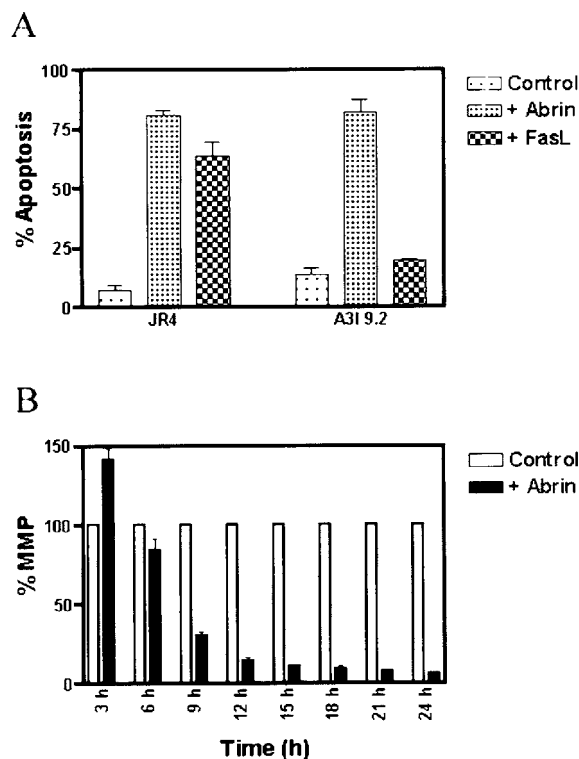 A
100
75
50
25
0
% Apoptosis
JR4
A3I 9.2
Control
+ Abrin
+ FasL
B
150
100
50
0
% MMP
3 h
6 h
9 h
12 h
15 h
18 h
21 h
24 h
Time (h)
Control
+ Abrin